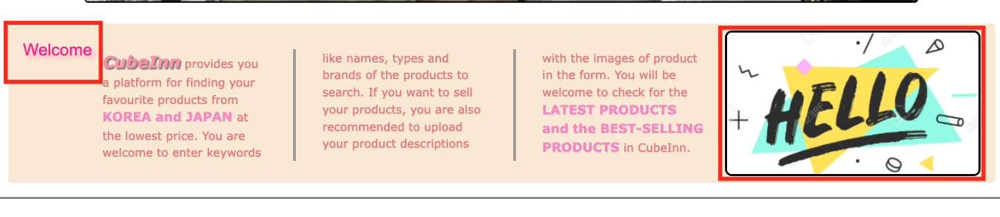 Welcome
CubeInn provides you
a platform for finding your
favourite products from
KOREA and JAPAN at
the lowest price. You are
welcome to enter keywords
like names, types and
brands of the products to
search. If you want to sell
your products, you are also
recommended to upload
your product descriptions
with the images of product
in the form. You will be
welcome to check for the
LATEST PRODUCTS
and the BEST-SELLING
PRODUCTS in CubeInn.
HELLO